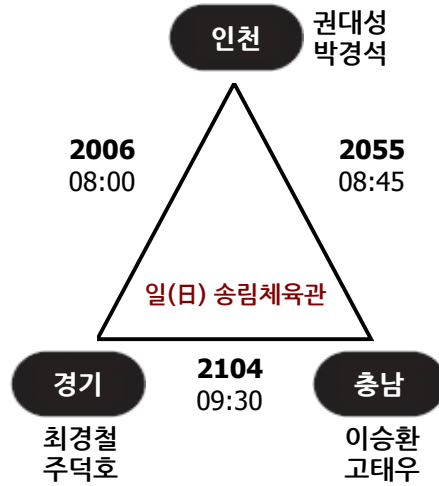 인천
권대성
박경석
2006
08:00
2055
08:45
일(日) 송림체육관
경기
2104
09:30
충남
최경철
주덕호
이승환
고태우